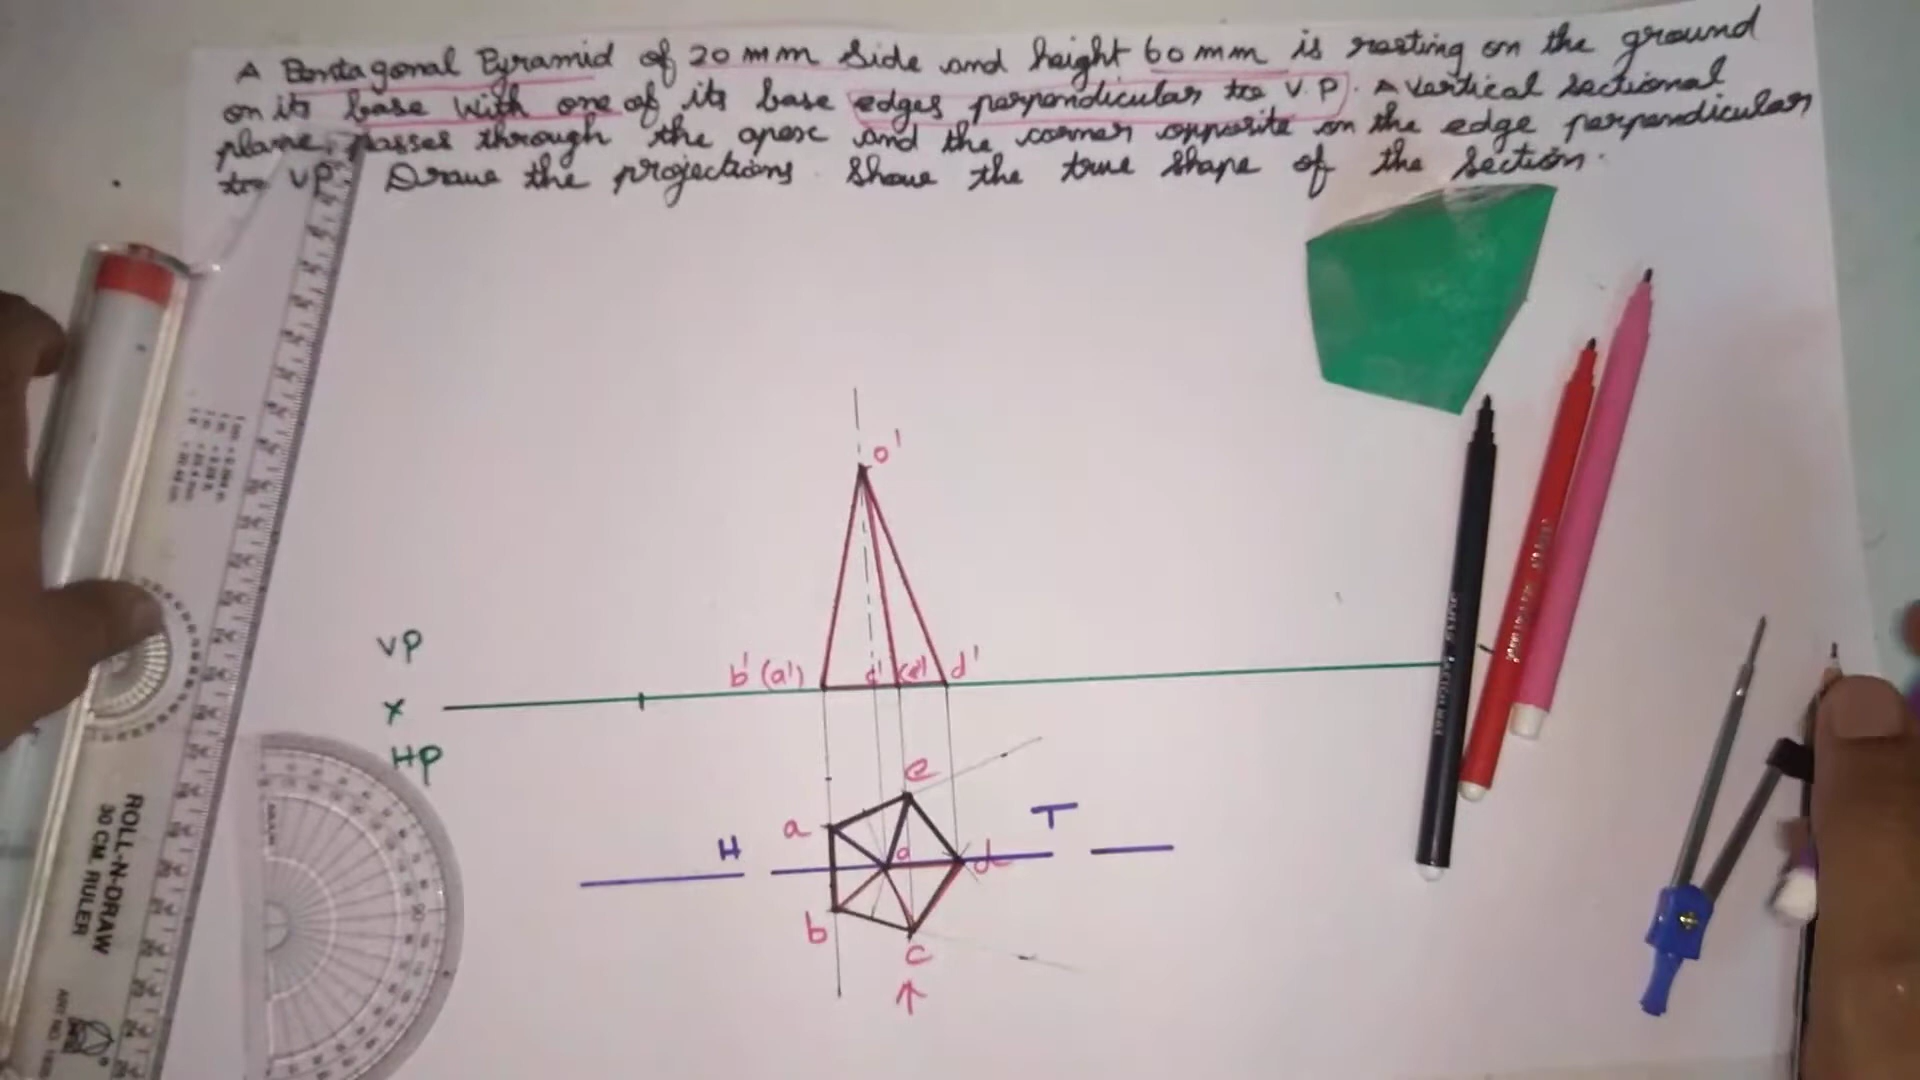 A Pentagonal Pyramid of 20 mm side and height 60 mm is resting on the ground
on its base with one of its base edges perpendicular to V.P. A vertical sectional
plane, passes through the apex and the corner opposite on the edge perpendicular
to VP. Draw the projections. Show the true shape of the section.
o'
VP
b' (a') c' (e') d'
X
HP
e
T
a
H
o
d
b
c
ROLL-N-DRAW
30 CM. RULER